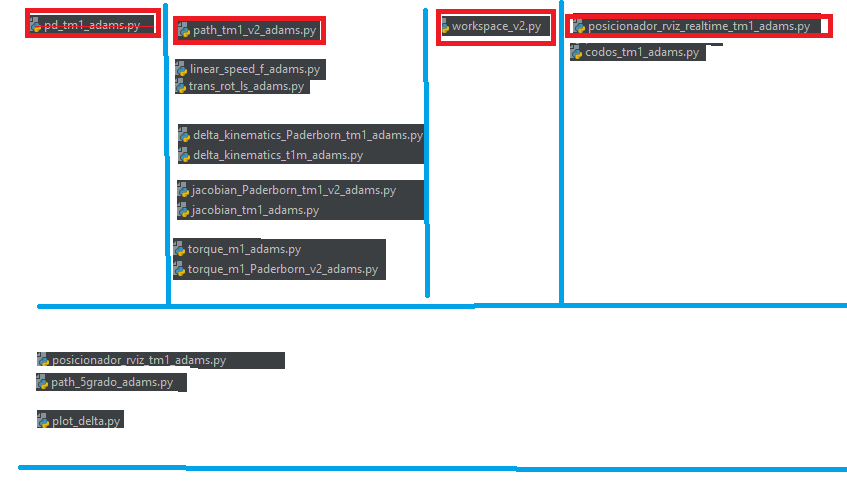 pd_tm1_adams.py
path_tm1_v2_adams.py
linear_speed_f_adams.py
trans_rot_ls_adams.py
delta_kinematics_Paderborn_tm1_adams.py
delta_kinematics_t1m_adams.py
jacobian_Paderborn_tm1_v2_adams.py
jacobian_tm1_adams.py
torque_m1_adams.py
torque_m1_Paderborn_v2_adams.py
workspace_v2.py
posicionador_rviz_realtime_tm1_adams.py
codos_tm1_adams.py
posicionador_rviz_tm1_adams.py
path_5grado_adams.py
plot_delta.py